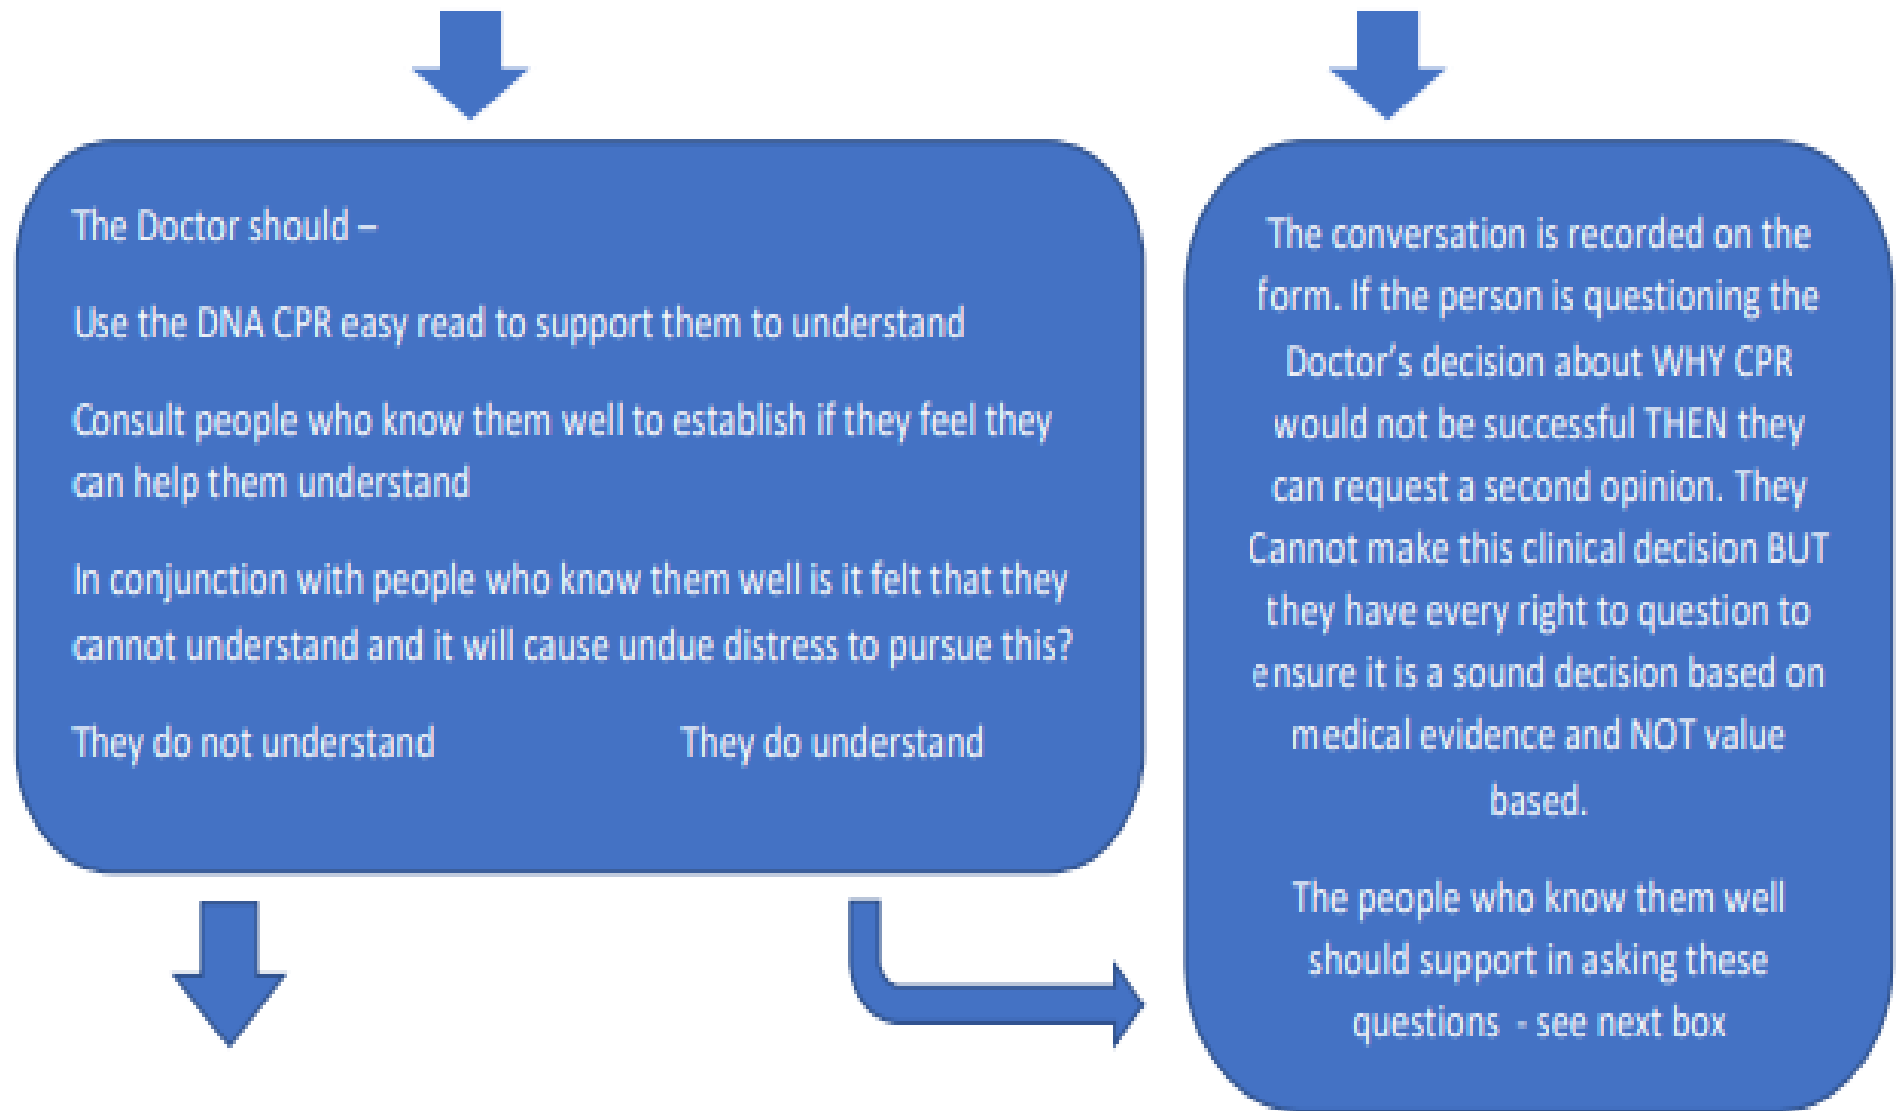 The Doctor should –
Use the DNA CPR easy read to support them to understand
Consult people who know them well to establish if they feel they
can help them understand
In conjunction with people who know them well is it felt that they
cannot understand and it will cause undue distress to pursue this?
They do not understand They do understand
The conversation is recorded on the
form. If the person is questioning the
Doctor’s decision about WHY CPR
would not be successful THEN they
can request a second opinion. They
Cannot make this clinical decision BUT
they have every right to question to
ensure it is a sound decision based on
medical evidence and NOT value
based.
The people who know them well
should support in asking these
questions - see next box